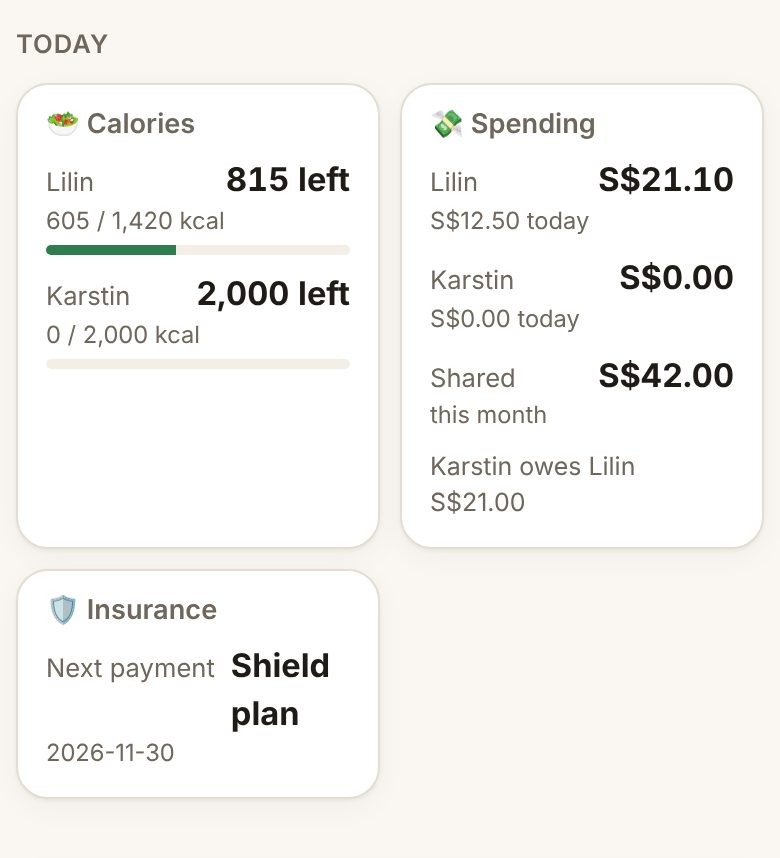 TODAY
Calories
Lilin 815 left
605 / 1,420 kcal
Karstin 2,000 left
0 / 2,000 kcal
Spending
Lilin S$21.10
S$12.50 today
Karstin S$0.00
S$0.00 today
Shared S$42.00
this month
Karstin owes Lilin
S$21.00
Insurance
Next payment Shield
plan
2026-11-30